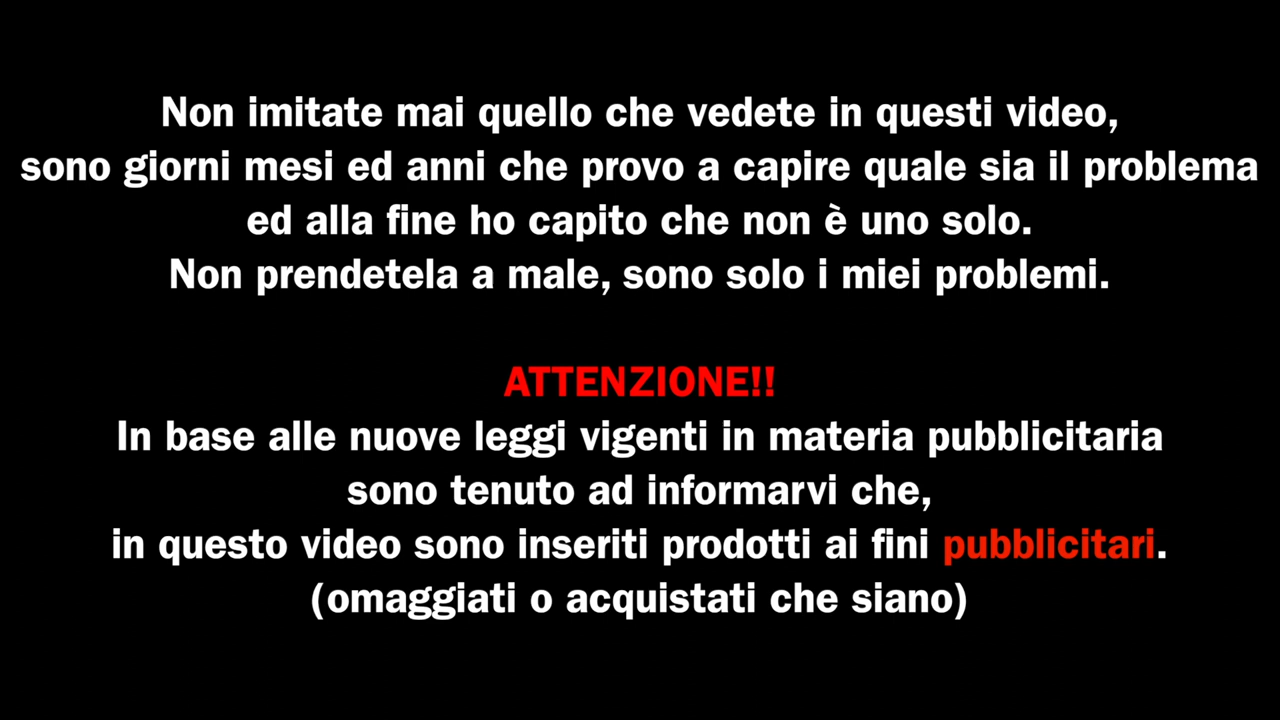 Non imitate mai quello che vedete in questi video,
sono giorni mesi ed anni che provo a capire quale sia il problema
ed alla fine ho capito che non è uno solo.
Non prendetela a male, sono solo i miei problemi.
ATTENZIONE!!
In base alle nuove leggi vigenti in materia pubblicitaria
sono tenuto ad informarvi che,
in questo video sono inseriti prodotti ai fini pubblicitari.
(omaggiati o acquistati che siano)